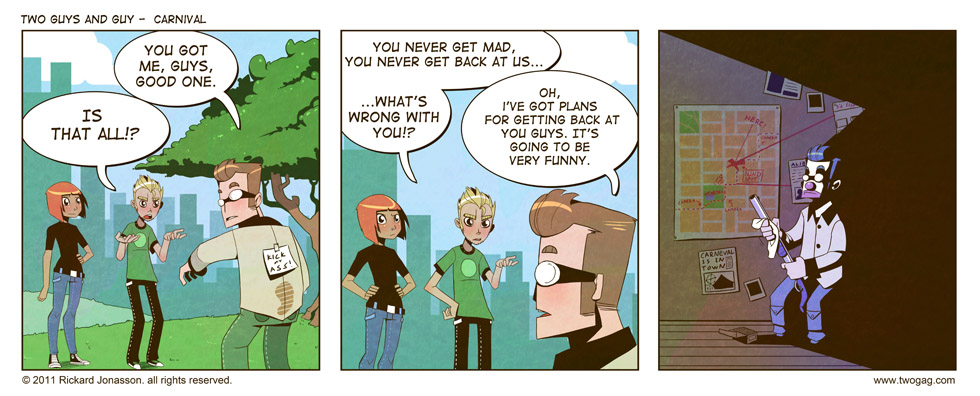 TWO GUYS AND GUY - CARNIVAL
YOU GOT
ME, GUYS,
GOOD ONE.
IS
THAT ALL!?
KICK
MY
ASS
YOU NEVER GET MAD,
YOU NEVER GET BACK AT US...
...WHAT'S
WRONG WITH
YOU!?
OH,
I'VE GOT PLANS
FOR GETTING BACK AT
YOU GUYS. IT'S
GOING TO BE
VERY FUNNY.
HERE!
CARNEVAL
IS IN
TOWN
© 2011 Rickard Jonasson. all rights reserved.
www.twogag.com